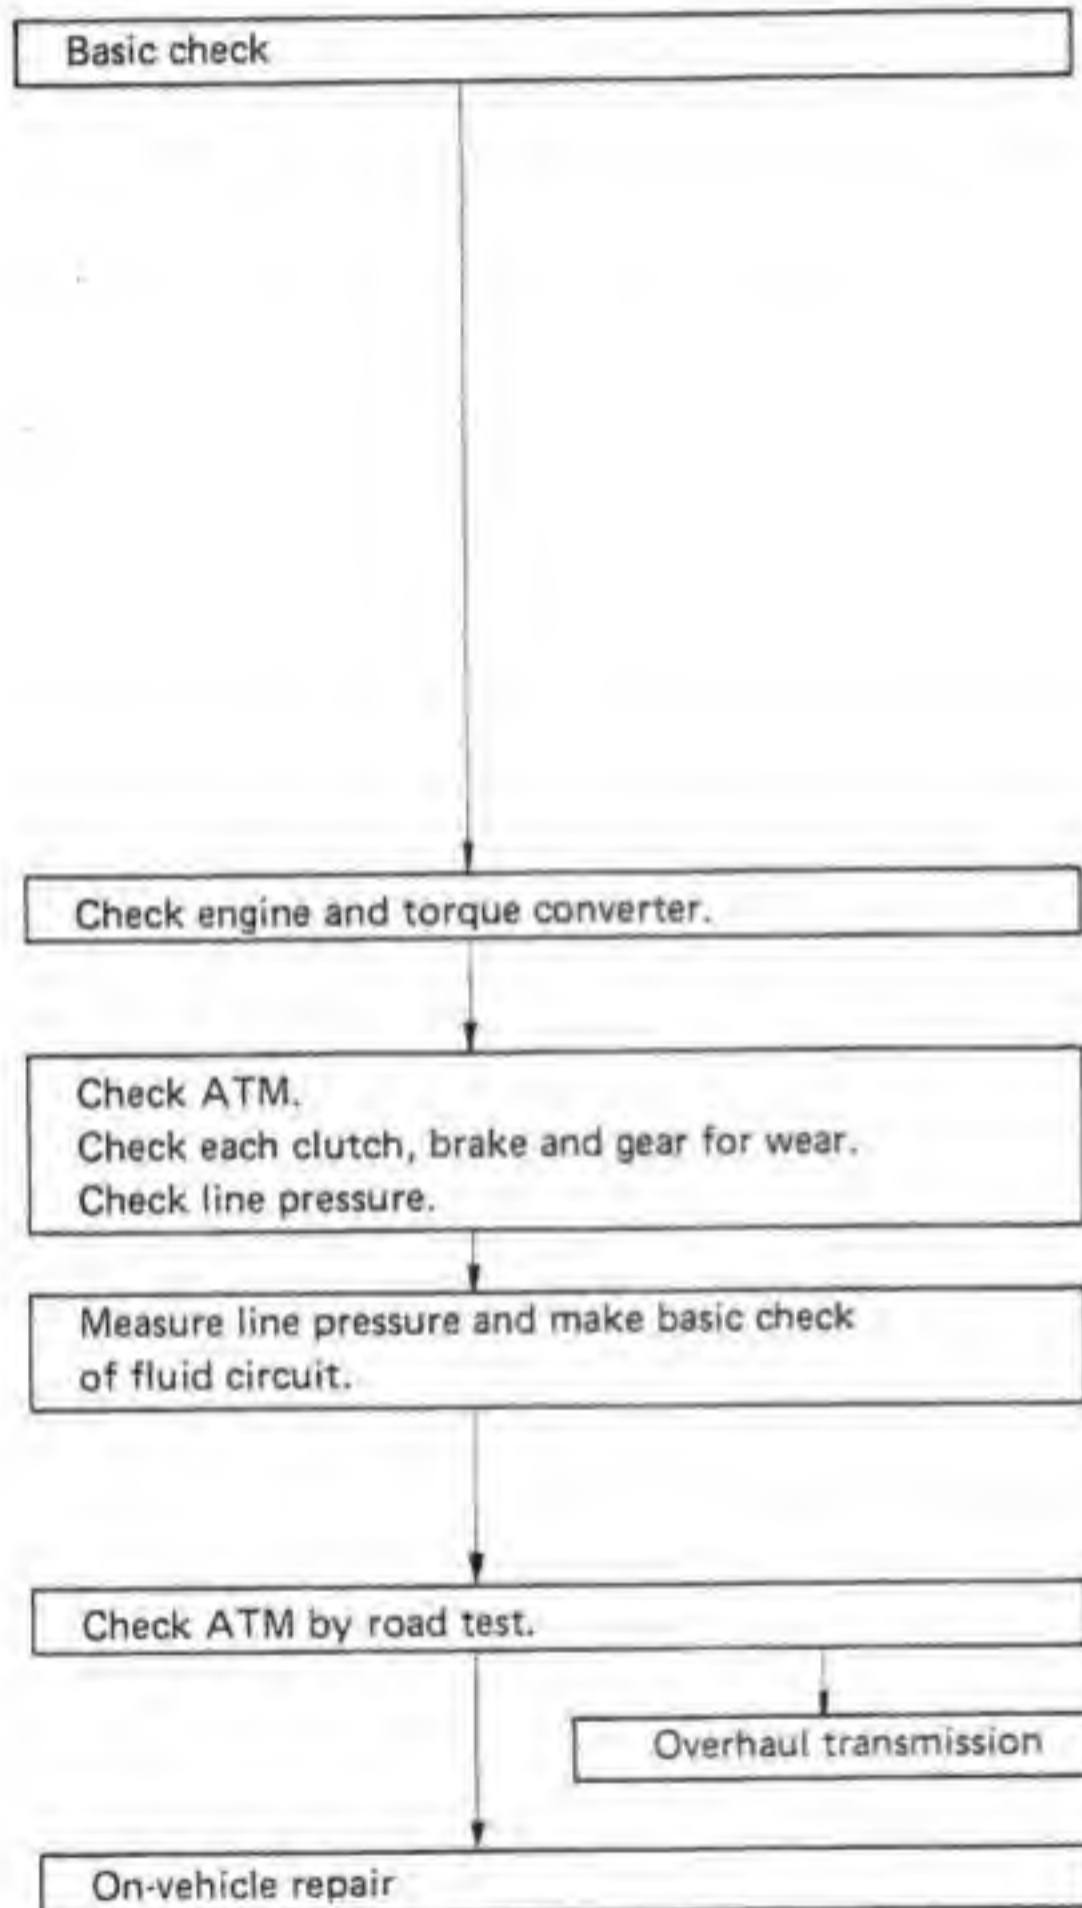 Basic check
Check engine and torque converter.
Check ATM.
Check each clutch, brake and gear for wear.
Check line pressure.
Measure line pressure and make basic check
of fluid circuit.
Check ATM by road test.
Overhaul transmission
On-vehicle repair